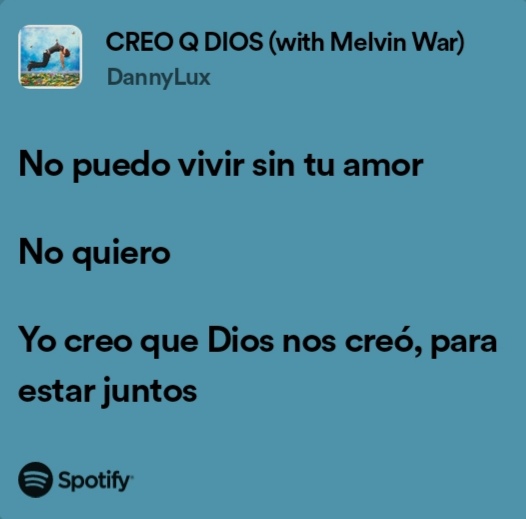 CREO Q DIOS (with Melvin War)
DannyLux
No puedo vivir sin tu amor
No quiero
Yo creo que Dios nos creó, para
estar juntos
Spotify